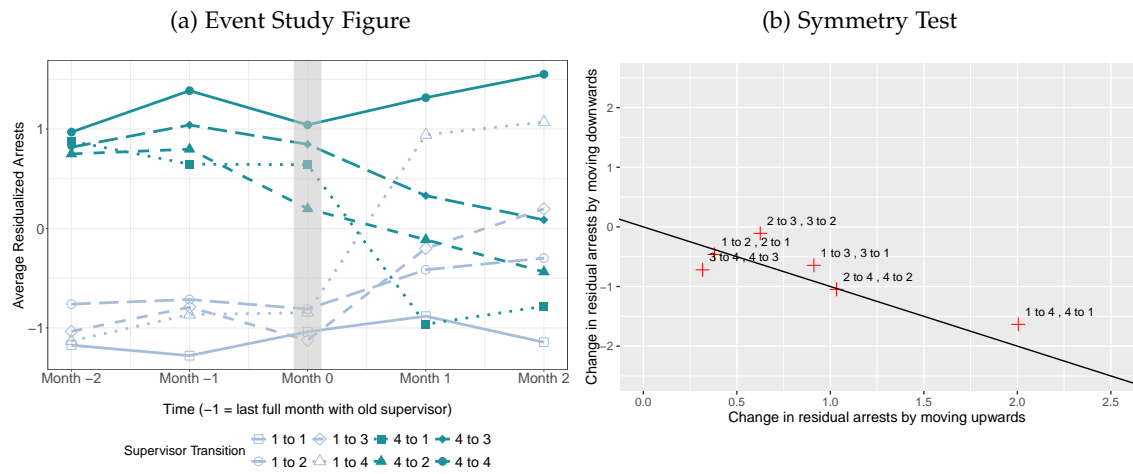 (a) Event Study Figure
Average Residualized Arrests
1
0
−1
Month −2 Month −1 Month 0 Month 1 Month 2
Time (−1 = last full month with old supervisor)
Supervisor Transition
1 to 1 1 to 3 4 to 1 4 to 3
1 to 2 1 to 4 4 to 2 4 to 4
(b) Symmetry Test
Change in residual arrests by moving downwards
2
1
0
−1
−2
2 to 3 , 3 to 2
1 to 2 , 2 to 1
3 to 4 , 4 to 3
1 to 3 , 3 to 1
2 to 4 , 4 to 2
1 to 4 , 4 to 1
0.0 0.5 1.0 1.5 2.0 2.5
Change in residual arrests by moving upwards